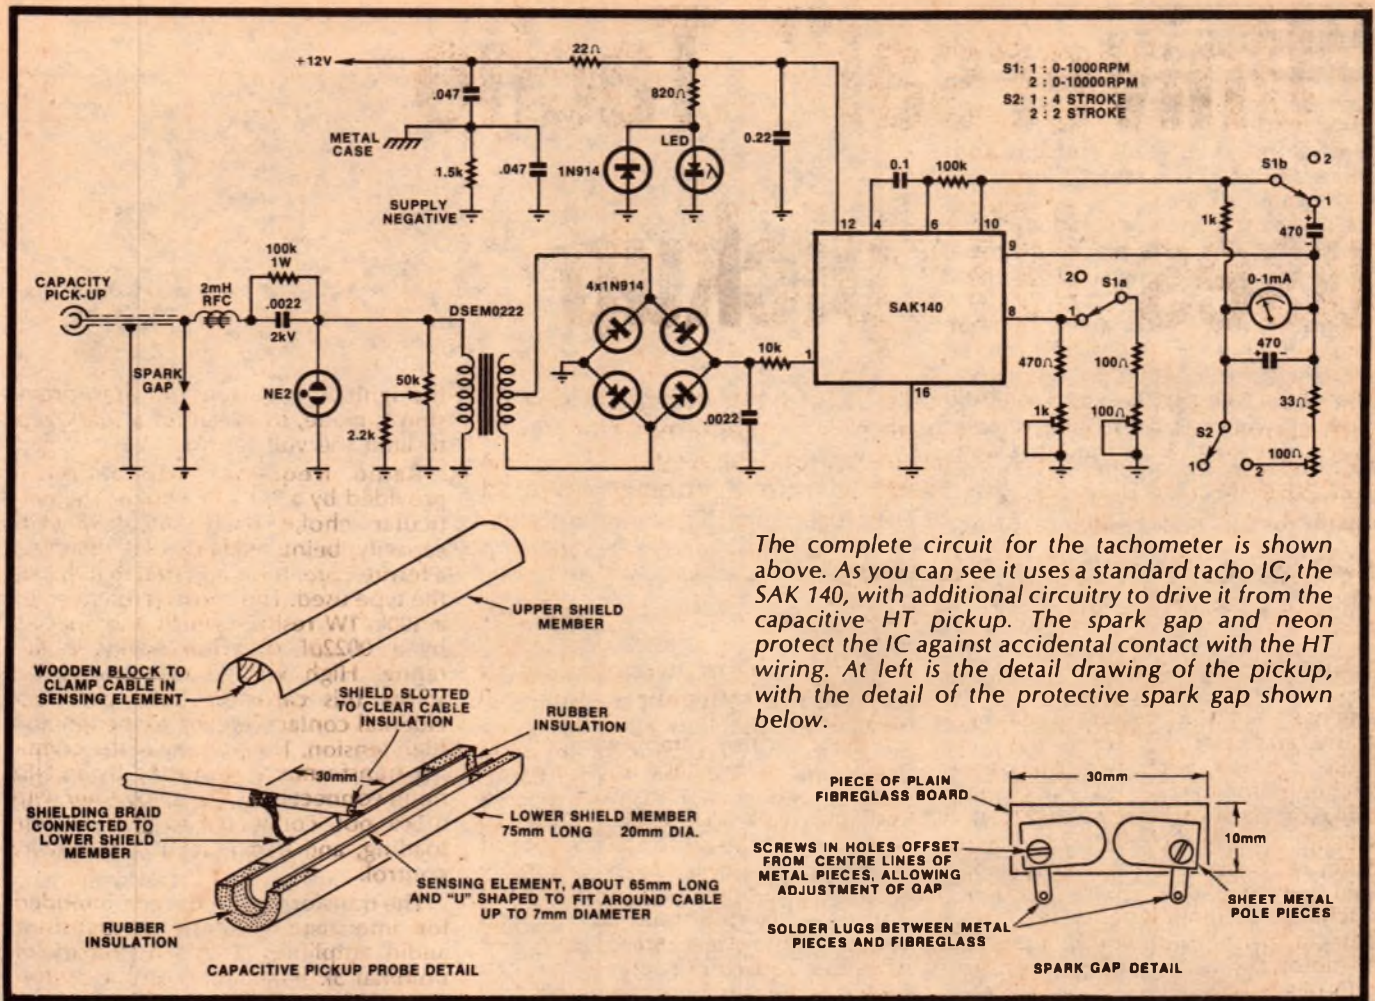 +12V
22Ω
.047
820Ω
METAL
CASE
1.5k
.047
1N914
LED
0.22
SUPPLY
NEGATIVE
S1: 1 : 0-1000RPM
2 : 0-10000RPM
S2: 1 : 4 STROKE
2 : 2 STROKE
0.1
100k
S1b
2
1
12
4
6
10
1k
470
+
-
9
CAPACITY
PICK-UP
2mH
RFC
100k
1W
.0022
2kV
DSEM0222
4x1N914
SAK140
2
S1a
0-1mA
8
1
SPARK
GAP
NE2
50k
2.2k
10k
1
.0022
16
470Ω
100Ω
1k
100Ω
470
+
-
33Ω
S2
1
2
100Ω
UPPER SHIELD
MEMBER
WOODEN BLOCK TO
CLAMP CABLE IN
SENSING ELEMENT
SHIELD SLOTTED
TO CLEAR CABLE
INSULATION
RUBBER
INSULATION
30mm
SHIELDING BRAID
CONNECTED TO
LOWER SHIELD
MEMBER
LOWER SHIELD MEMBER
75mm LONG 20mm DIA.
SENSING ELEMENT, ABOUT 65mm LONG
AND "U" SHAPED TO FIT AROUND CABLE
UP TO 7mm DIAMETER
RUBBER
INSULATION
CAPACITIVE PICKUP PROBE DETAIL
The complete circuit for the tachometer is shown
above. As you can see it uses a standard tacho IC, the
SAK 140, with additional circuitry to drive it from the
capacitive HT pickup. The spark gap and neon
protect the IC against accidental contact with the HT
wiring. At left is the detail drawing of the pickup,
with the detail of the protective spark gap shown
below.
PIECE OF PLAIN
FIBREGLASS BOARD
30mm
10mm
SCREWS IN HOLES OFFSET
FROM CENTRE LINES OF
METAL PIECES, ALLOWING
ADJUSTMENT OF GAP
SHEET METAL
POLE PIECES
SOLDER LUGS BETWEEN METAL
PIECES AND FIBREGLASS
SPARK GAP DETAIL